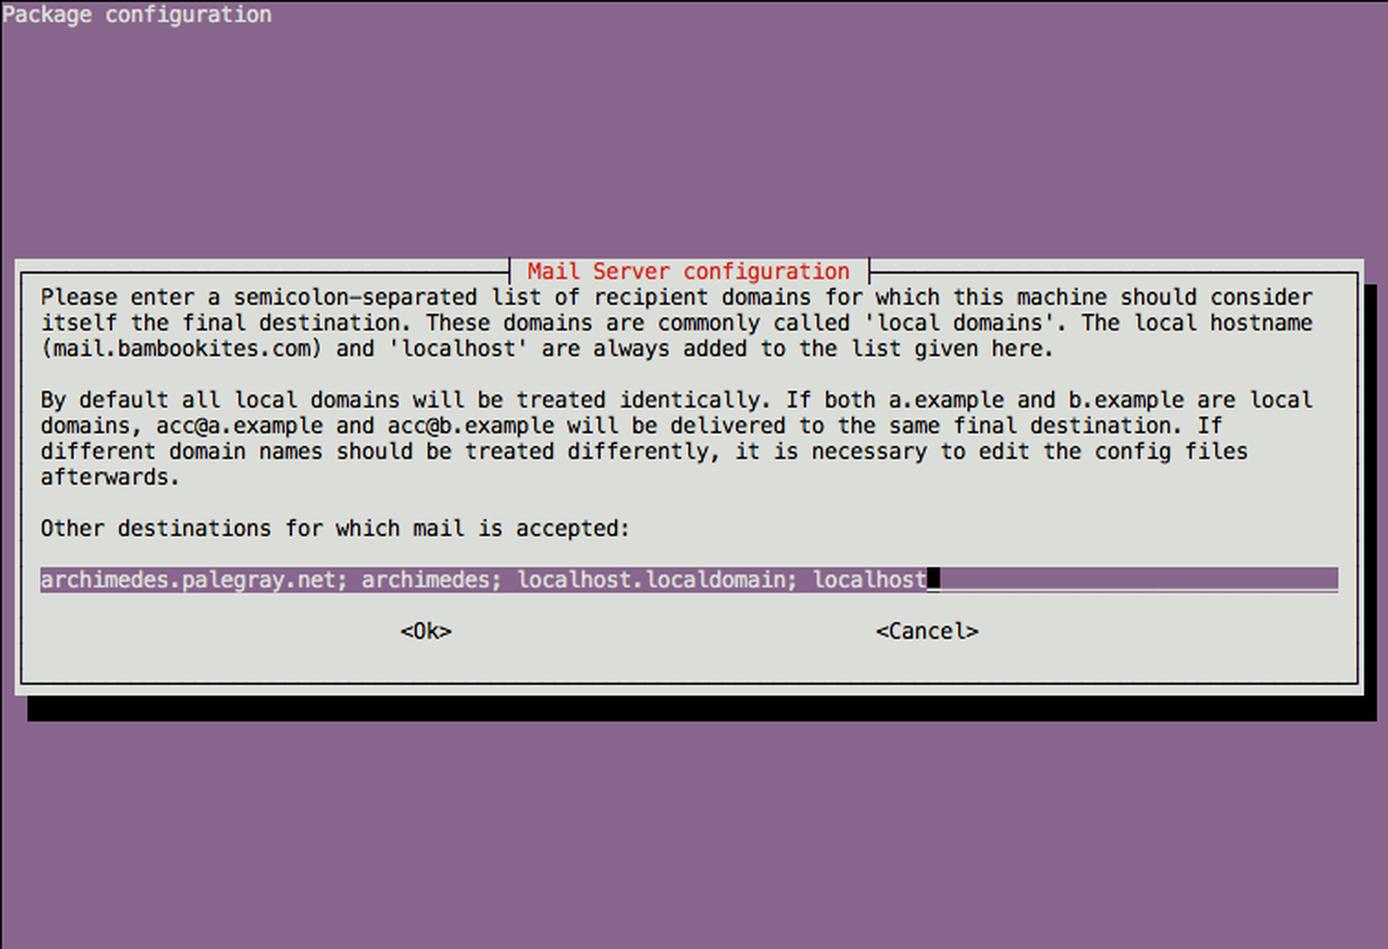 Package configuration
Mail Server configuration
Please enter a semicolon-separated list of recipient domains for which this machine should consider
itself the final destination. These domains are commonly called 'local domains'. The local hostname
(mail.bambookites.com) and 'localhost' are always added to the list given here.
By default all local domains will be treated identically. If both a.example and b.example are local
domains, acc@a.example and acc@b.example will be delivered to the same final destination. If
different domain names should be treated differently, it is necessary to edit the config files
afterwards.
Other destinations for which mail is accepted:
archimedes.palegray.net; archimedes; localhost.localdomain; localhost
<Ok> <Cancel>